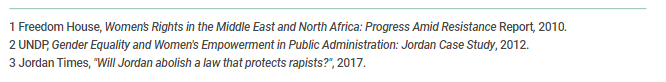 1 Freedom House, Women's Rights in the Middle East and North Africa: Progress Amid Resistance Report, 2010.
2 UNDP, Gender Equality and Women's Empowerment in Public Administration: Jordan Case Study, 2012.
3 Jordan Times, "Will Jordan abolish a law that protects rapists?", 2017.